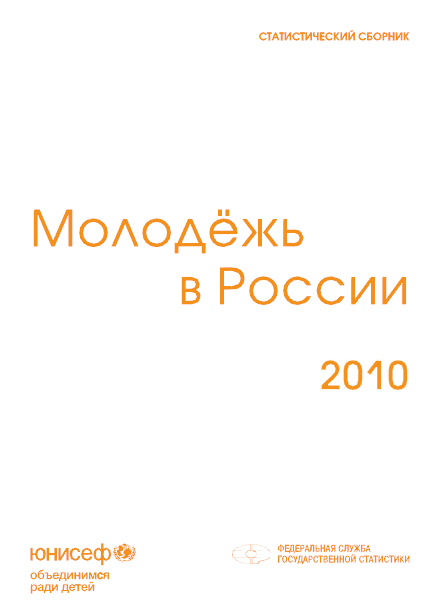 СТАТИСТИЧЕСКИЙ СБОРНИК
Молодёжь
в России
2010
юнисеф
объединимся
ради детей
ФЕДЕРАЛЬНАЯ СЛУЖБА
ГОСУДАРСТВЕННОЙ СТАТИСТИКИ